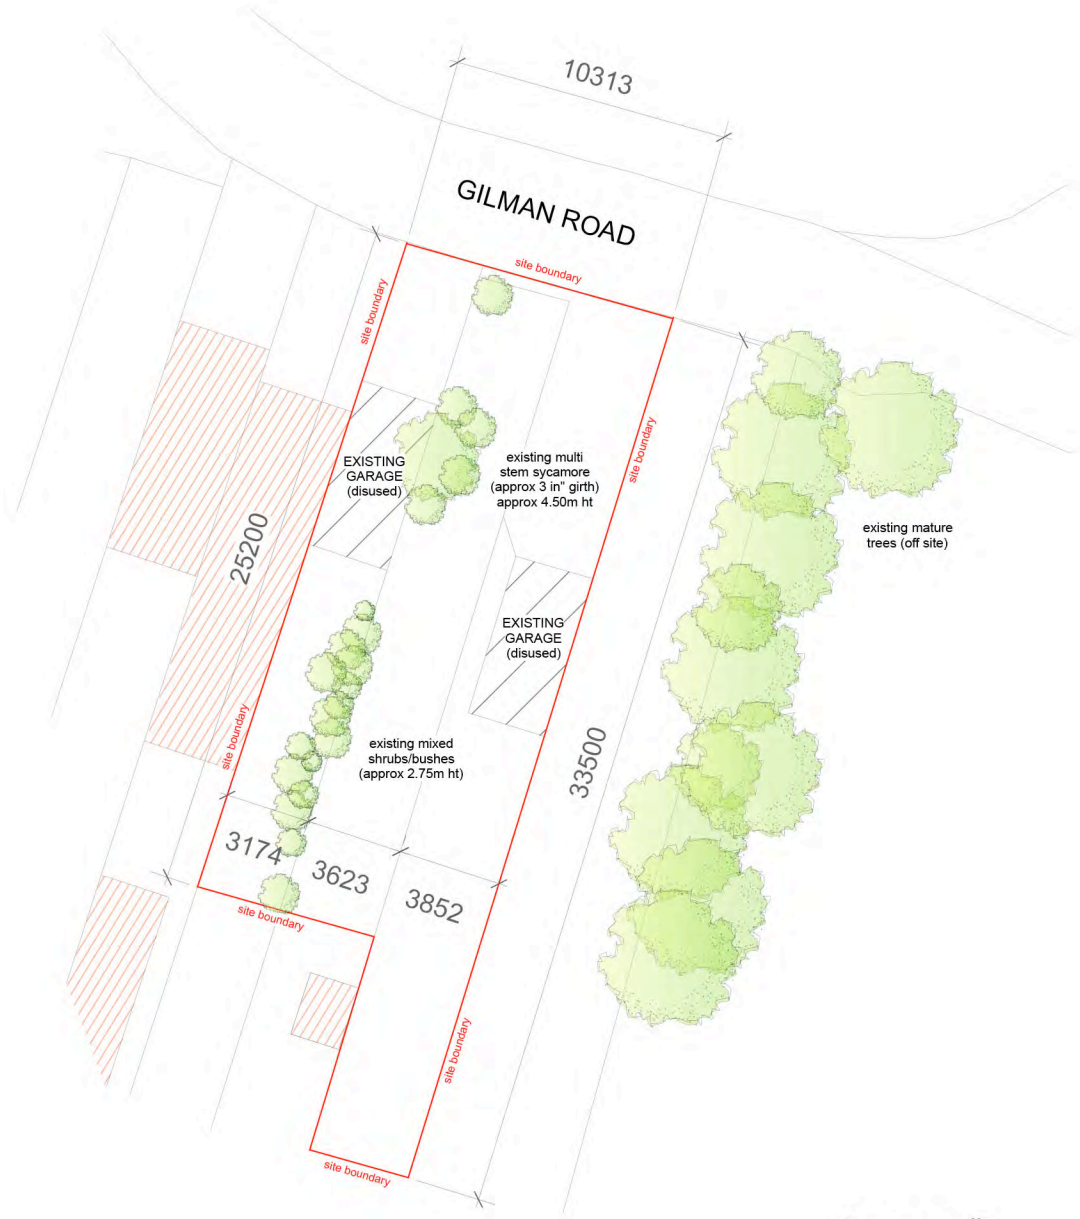 10313
GILMAN ROAD
site boundary
site boundary
site boundary
EXISTING
GARAGE
(disused)
existing multi
stem sycamore
(approx 3 in" girth)
approx 4.50m ht
existing mature
trees (off site)
25200
EXISTING
GARAGE
(disused)
site boundary
existing mixed
shrubs/bushes
(approx 2.75m ht)
33500
3174
3623
3852
site boundary
site boundary
site boundary